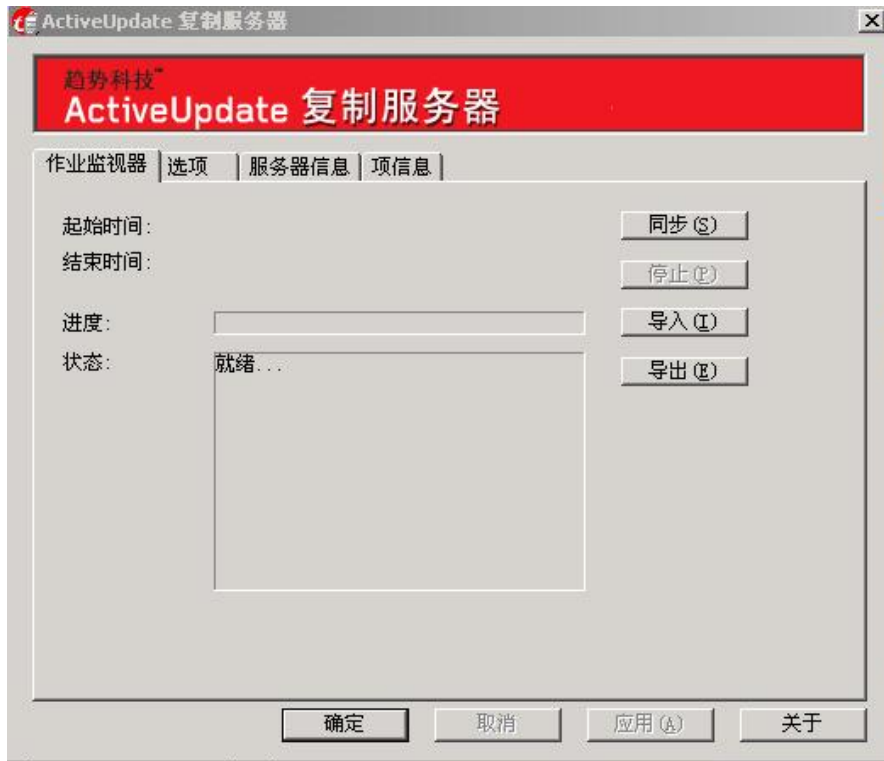 ActiveUpdate 复制服务器
趋势科技™
ActiveUpdate 复制服务器
作业监视器 选项 服务器信息 项信息
起始时间: 同步(S)
结束时间: 停止(P)
进度: 导入(I)
状态: 就绪... 导出(E)
确定 取消 应用(A) 关于